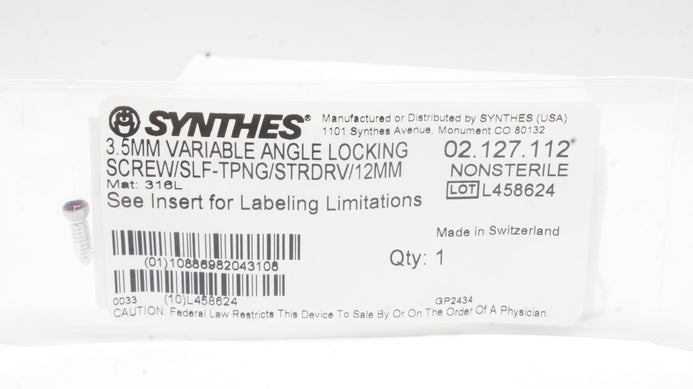 SYNTHES®
Manufactured or Distributed by SYNTHES (USA)
1101 Synthes Avenue, Monument CO 80132
3.5MM VARIABLE ANGLE LOCKING
SCREW/SLF-TPNG/STRDRV/12MM
Mat: 316L
See Insert for Labeling Limitations
02.127.112*
NONSTERILE
LOT L458624
Made in Switzerland
Qty: 1
(01)10886982043108
(10)L458624
0033
GP2434
CAUTION: Federal Law Restricts This Device To Sale By Or On The Order Of A Physician.